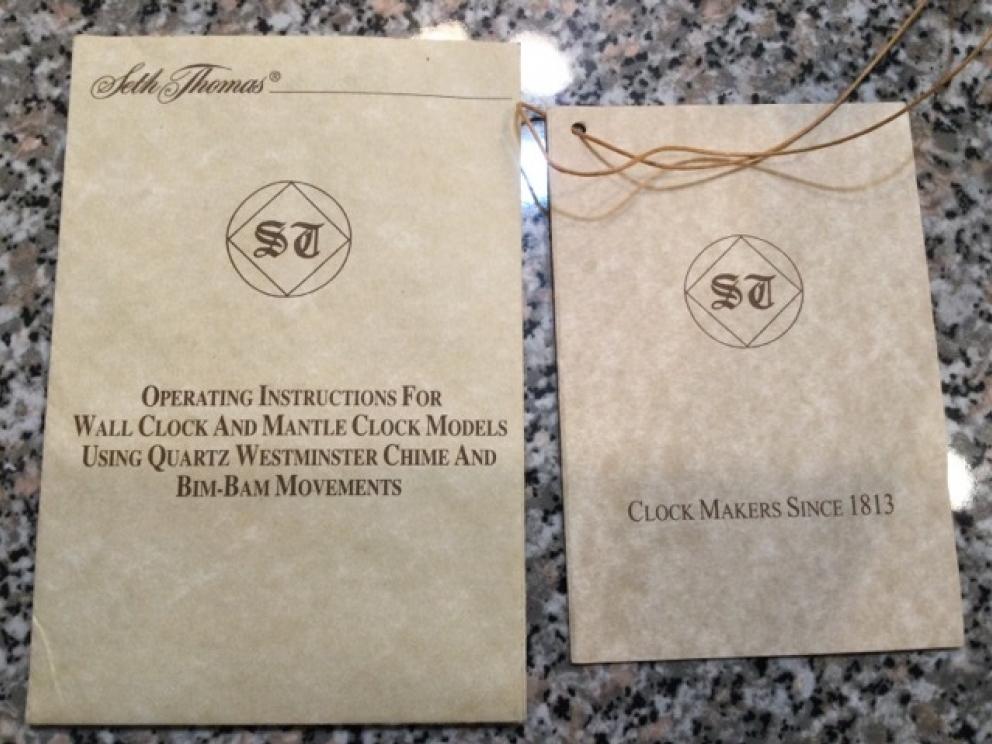 Seth Thomas®
ST
OPERATING INSTRUCTIONS FOR
WALL CLOCK AND MANTLE CLOCK MODELS
USING QUARTZ WESTMINSTER CHIME AND
BIM-BAM MOVEMENTS
ST
CLOCK MAKERS SINCE 1813